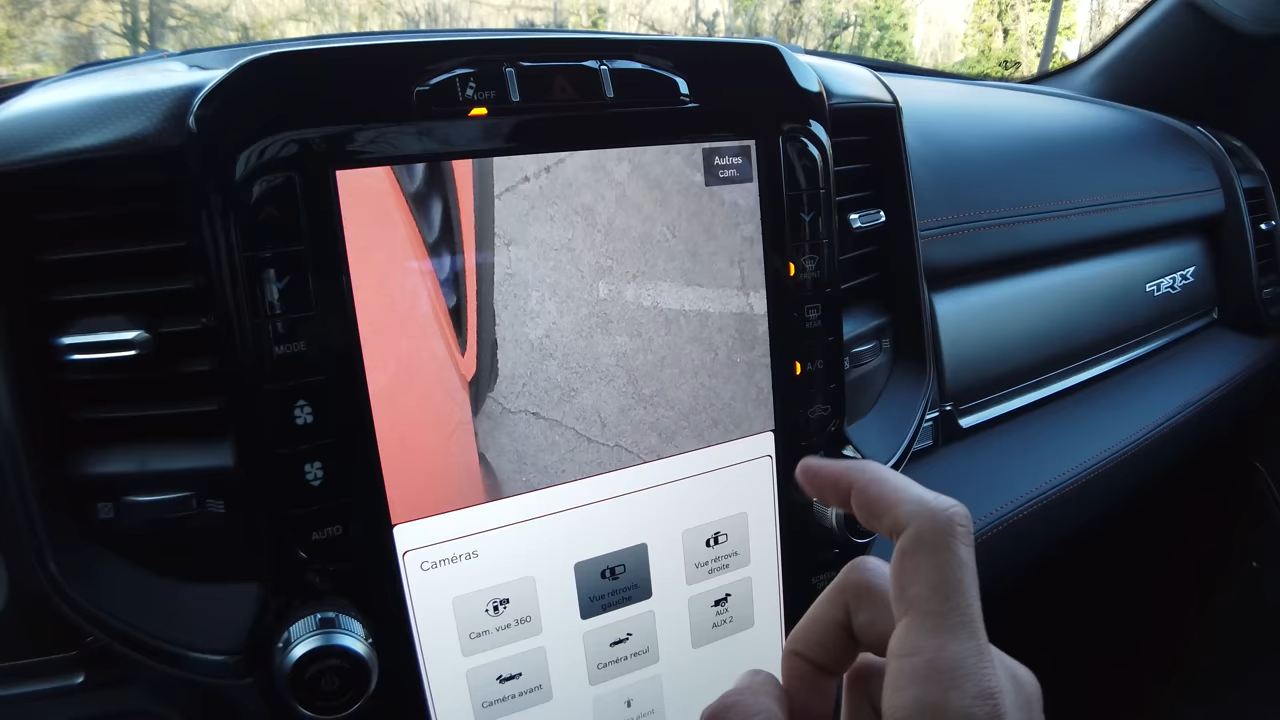 OFF
Autres
cam.
FRONT
REAR
A/C
MODE
AUTO
TRX
Caméras
Cam. vue 360
Vue rétrovis.
gauche
Vue rétrovis.
droite
Caméra avant
Caméra recul
AUX
AUX 2
SCREEN